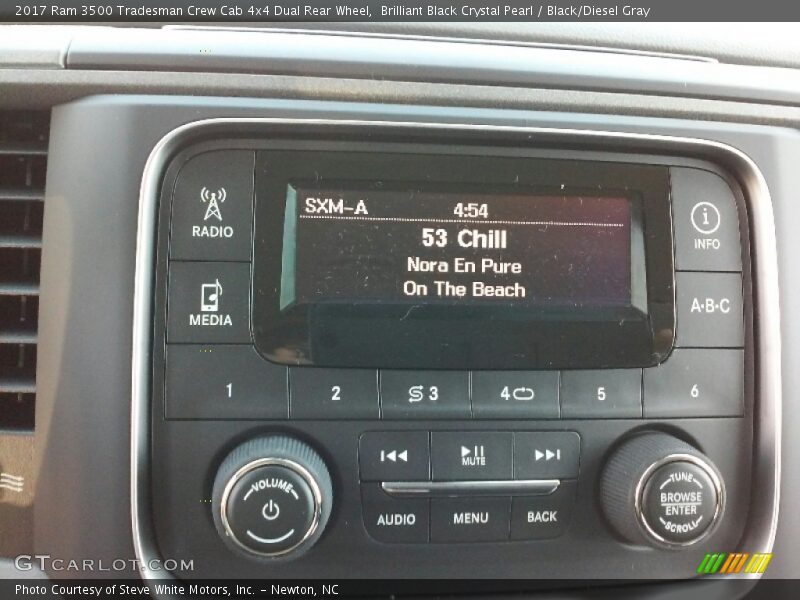 2017 Ram 3500 Tradesman Crew Cab 4x4 Dual Rear Wheel,  Brilliant Black Crystal Pearl / Black/Diesel Gray
SXM-A 4:54
53 Chill
Nora En Pure
On The Beach
RADIO
MEDIA
i
INFO
A·B·C
1 2 3 4 5 6
VOLUME
MUTE
AUDIO MENU BACK
TUNE
BROWSE
ENTER
SCROLL
GTCARLOT.COM
Photo Courtesy of Steve White Motors, Inc. – Newton, NC